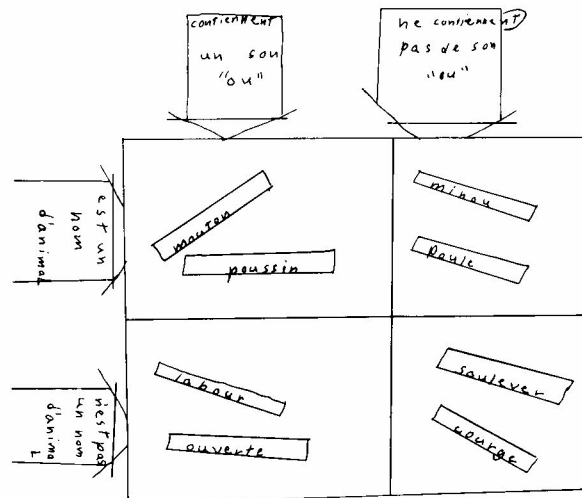 contiennent
un son
"ou"
ne contiennent
pas de son
"ou"
est un
nom
d'animal
mouton
poussin
minou
Poule
n'est pas
un nom
d'anima
l
labour
ouverte
soulever
courge